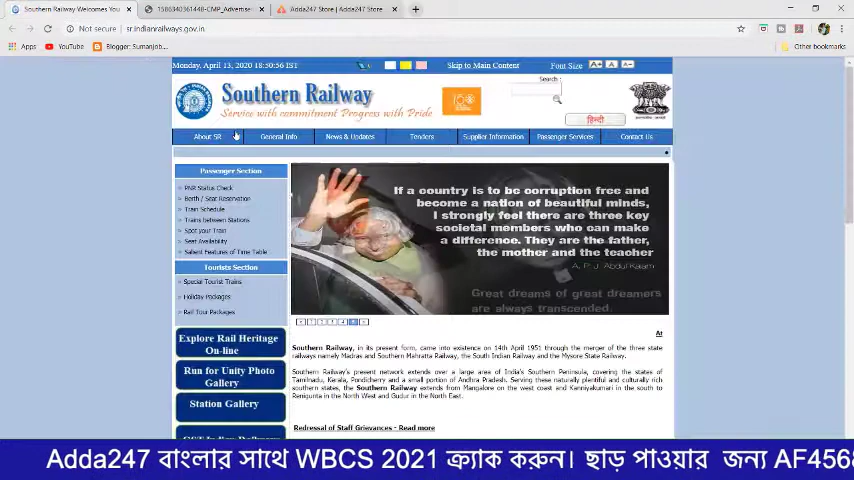 Southern Railway Welcomes You
1586340361448-CMP_Advertise
Adda247 Store | Adda247 Store
Not secure | sr.indianrailways.gov.in
Apps
YouTube
Blogger: Sumanjob...
Other bookmarks
Monday, April 13, 2020 18:50:56 IST
Skip to Main Content
Font Size
A+
A
A-
Southern Railway
Service with commitment Progress with Pride
Search :
हिन्दी
About SR
General Info
News & Updates
Tenders
Supplier Information
Passenger Services
Contact Us
Passenger Section
PNR Status Check
Berth / Seat Reservation
Train Schedule
Trains between Stations
Spot your Train
Seat Availability
Salient Features of Time Table
Tourists Section
Special Tourist Trains
Holiday Packages
Rail Tour Packages
Explore Rail Heritage
On-line
Run for Unity Photo
Gallery
Station Gallery
If a country is to be corruption free and
become a nation of beautiful minds,
I strongly feel there are three key
societal members who can make
a difference. They are the father,
the mother and the teacher
A. P. J. Abdul Kalam
Great dreams of great dreamers
are always transcended.
Southern Railway, in its present form, came into existence on 14th April 1951 through the merger of the three state
railways namely Madras and Southern Mahratta Railway, the South Indian Railway and the Mysore State Railway.
Southern Railway's present network extends over a large area of India's Southern Peninsula, covering the states of
Tamilnadu, Kerala, Pondicherry and a small portion of Andhra Pradesh. Serving these naturally plentiful and culturally rich
southern states, the Southern Railway extends from Mangalore on the west coast and Kanniyakumari in the south to
Renigunta in the North West and Gudur in the North East.
Redressal of Staff Grievances - Read more
Adda247 বাংলার সাথে WBCS 2021 ক্র্যাক করুন। ছাড় পাওয়ার জন্য AF4568